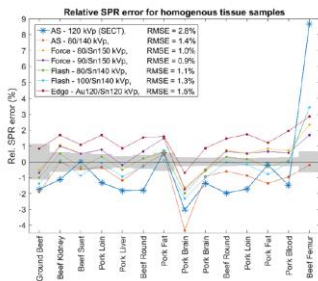 Relative SPR error for homogenous tissue samples
AS - 120 kVp (SECT), RMSE = 2.8%
AS - 80/140 kVp, RMSE = 1.4%
Force - 80/Sn150 kVp, RMSE = 1.0%
Force - 90/Sn150 kVp, RMSE = 0.9%
Flash - 80/Sn140 kVp, RMSE = 1.1%
Flash - 100/Sn140 kVp, RMSE = 1.3%
Edge - Au120/Sn120 kVp, RMSE = 1.5%
Rel. SPR error (%)
9
8
7
6
5
4
3
2
1
0
-1
-2
-3
-4
Ground Beef
Beef Kidney
Beef Suet
Pork Loin
Pork Liver
Beef Round
Pork Fat
Pork Brain
Pork Brain
Beef Round
Pork Loin
Pork Fat
Pork Blood
Beef Femur